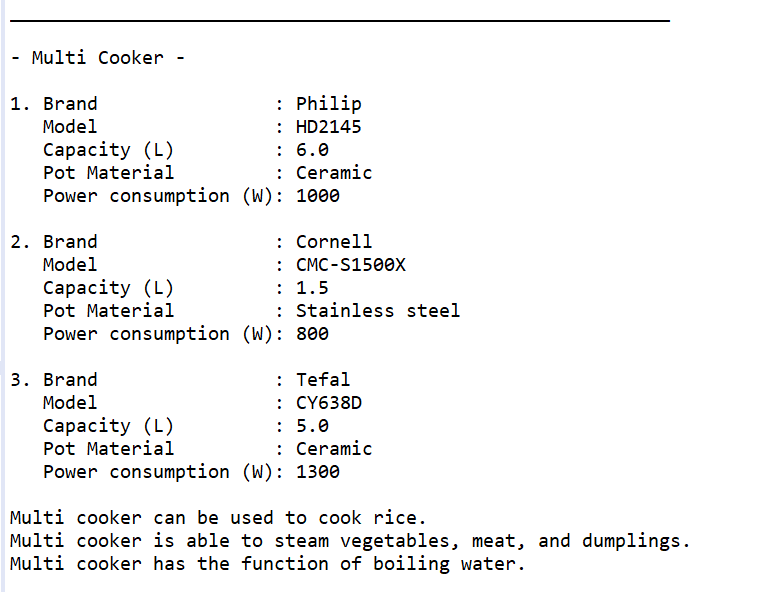 - Multi Cooker -
1. Brand : Philip
Model : HD2145
Capacity (L) : 6.0
Pot Material : Ceramic
Power consumption (W): 1000
2. Brand : Cornell
Model : CMC-S1500X
Capacity (L) : 1.5
Pot Material : Stainless steel
Power consumption (W): 800
3. Brand : Tefal
Model : CY638D
Capacity (L) : 5.0
Pot Material : Ceramic
Power consumption (W): 1300
Multi cooker can be used to cook rice.
Multi cooker is able to steam vegetables, meat, and dumplings.
Multi cooker has the function of boiling water.